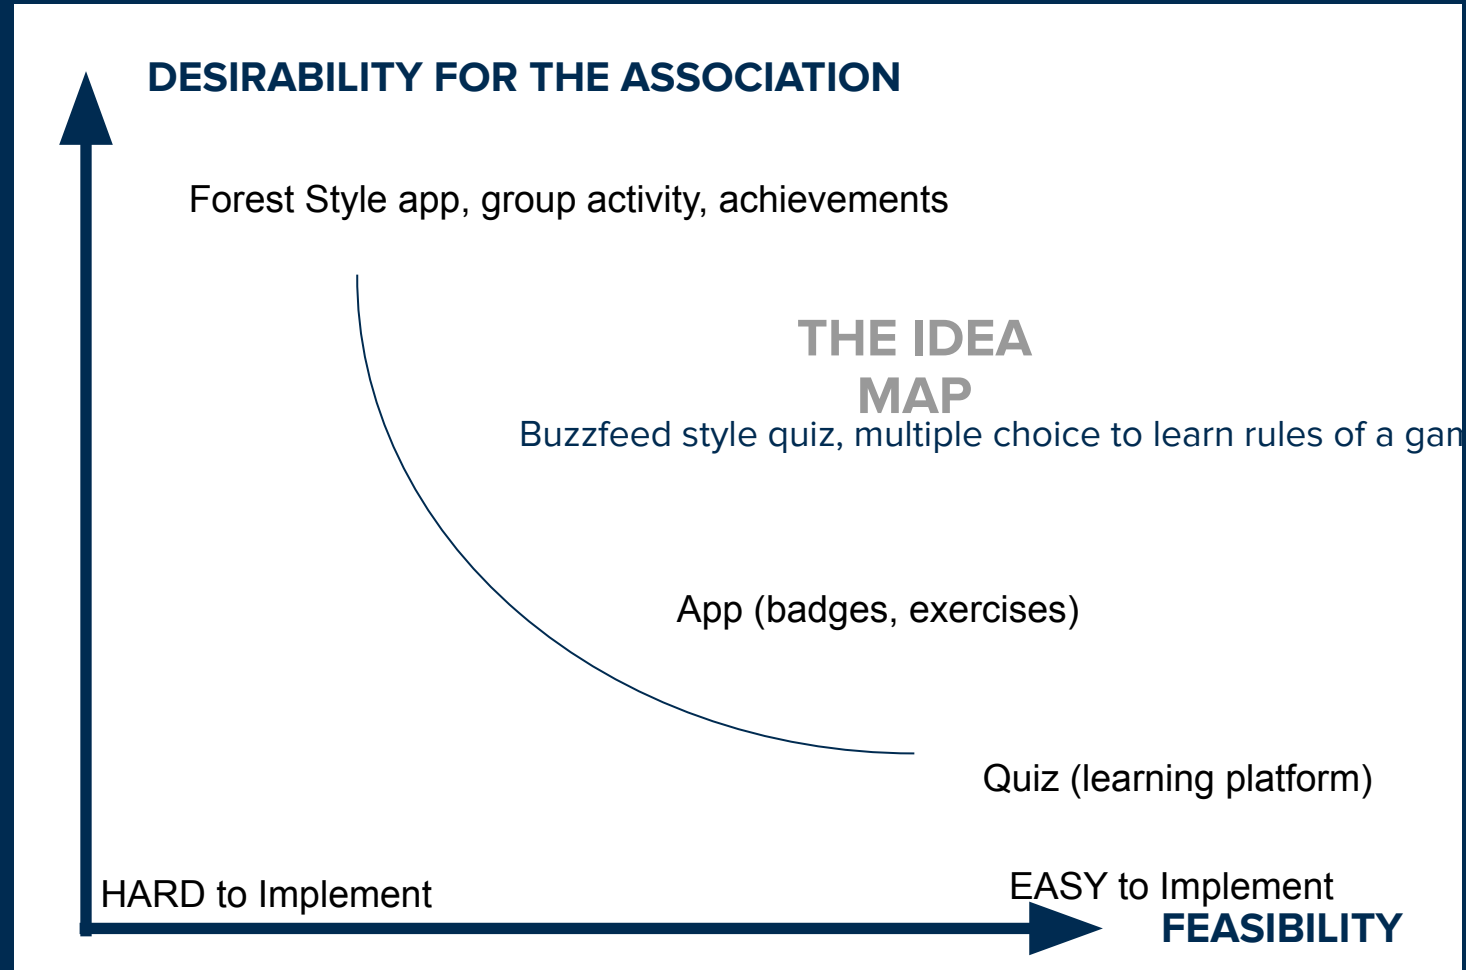 DESIRABILITY FOR THE ASSOCIATION
Forest Style app, group activity, achievements
THE IDEA
MAP
Buzzfeed style quiz, multiple choice to learn rules of a
App (badges, exercises)
Quiz (learning platform)
HARD to Implement
EASY to Implement
FEASIBILITY